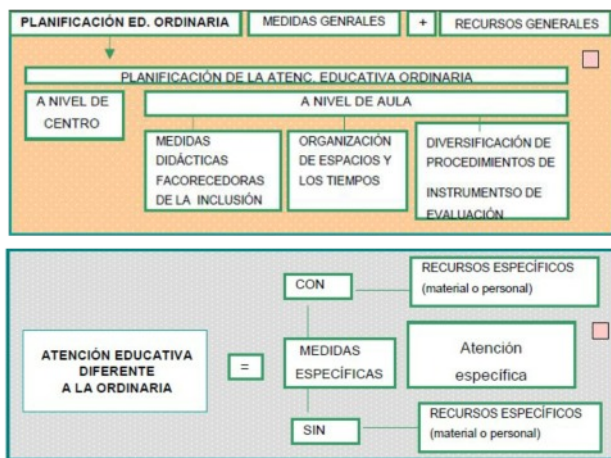 PLANIFICACIÓN ED. ORDINARIA
MEDIDAS GENRALES
+
RECURSOS GENERALES
PLANIFICACIÓN DE LA ATENC. EDUCATIVA ORDINARIA
A NIVEL DE
CENTRO
A NIVEL DE AULA
MEDIDAS
DIDÁCTICAS
FACORECEDORAS
DE LA INCLUSIÓN
ORGANIZACIÓN
DE ESPACIOS Y
LOS TIEMPOS
DIVERSIFICACIÓN DE
PROCEDIMIENTOS DE
INSTRUMENTSO DE
EVALUACIÓN
ATENCIÓN EDUCATIVA
DIFERENTE
A LA ORDINARIA
=
CON
RECURSOS ESPECÍFICOS
(material o personal)
MEDIDAS
ESPECÍFICAS
Atención
específica
SIN
RECURSOS ESPECÍFICOS
(material o personal)